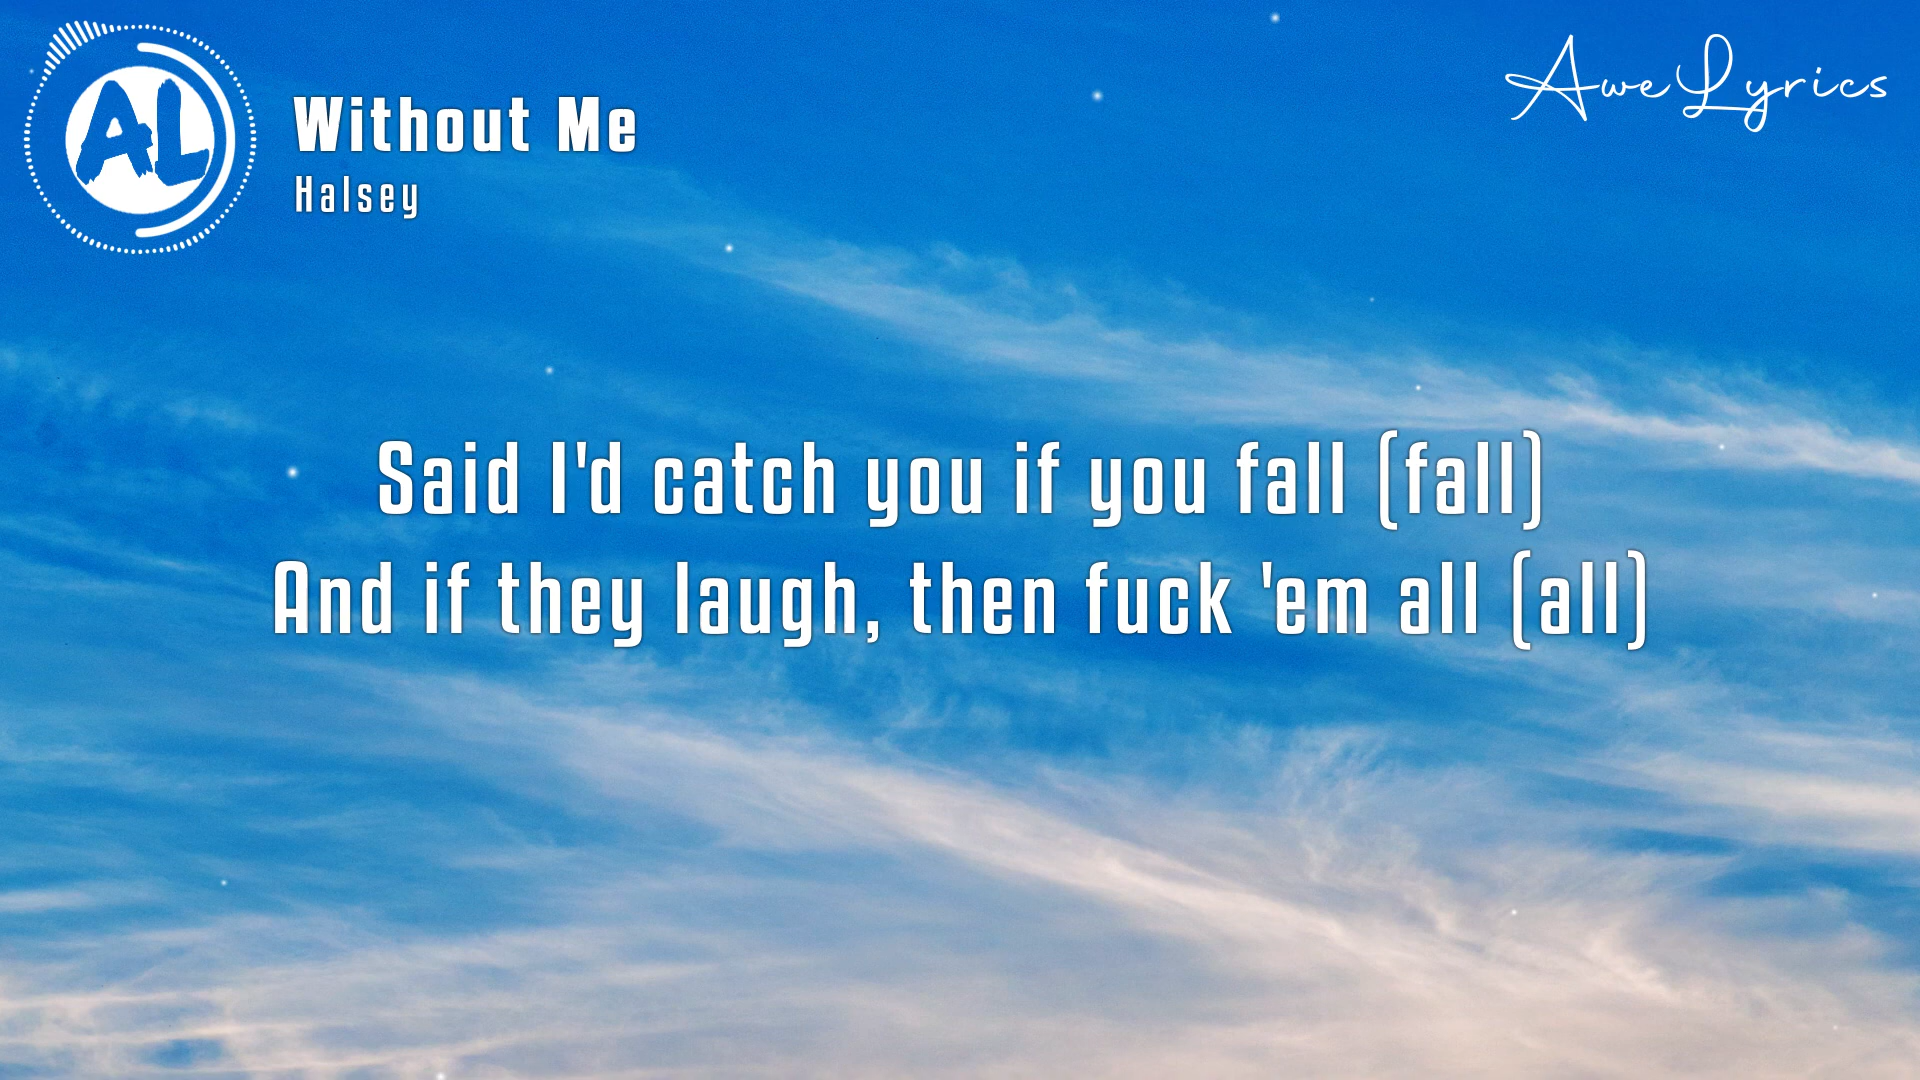 AL
Without Me
Halsey
AweLyrics
Said I'd catch you if you fall (fall)
And if they laugh, then fuck 'em all (all)